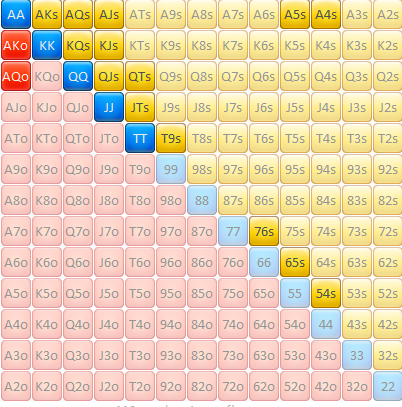 AA AKs AQs AJs ATs A9s A8s A7s A6s A5s A4s A3s A2s
AKo KK KQs KJs KTs K9s K8s K7s K6s K5s K4s K3s K2s
AQo KQo QQ QJs QTs Q9s Q8s Q7s Q6s Q5s Q4s Q3s Q2s
AJo KJo QJo JJ JTs J9s J8s J7s J6s J5s J4s J3s J2s
ATo KTo QTo JTo TT T9s T8s T7s T6s T5s T4s T3s T2s
A9o K9o Q9o J9o T9o 99 98s 97s 96s 95s 94s 93s 92s
A8o K8o Q8o J8o T8o 98o 88 87s 86s 85s 84s 83s 82s
A7o K7o Q7o J7o T7o 97o 87o 77 76s 75s 74s 73s 72s
A6o K6o Q6o J6o T6o 96o 86o 76o 66 65s 64s 63s 62s
A5o K5o Q5o J5o T5o 95o 85o 75o 65o 55 54s 53s 52s
A4o K4o Q4o J4o T4o 94o 84o 74o 64o 54o 44 43s 42s
A3o K3o Q3o J3o T3o 93o 83o 73o 63o 53o 43o 33 32s
A2o K2o Q2o J2o T2o 92o 82o 72o 62o 52o 42o 32o 22